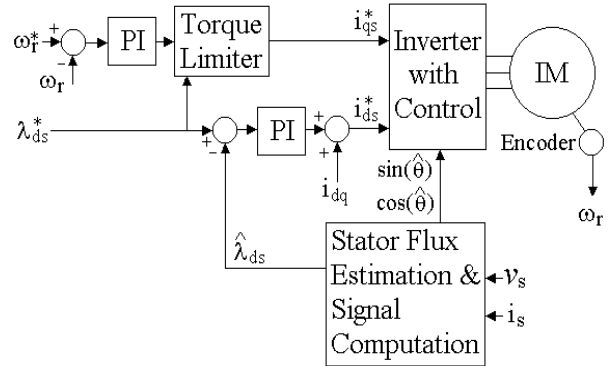 ω*r
+
-
ωr
PI
Torque
Limiter
i*qs
Inverter
with
Control
IM
Encoder
ωr
λ*ds
+
-
PI
+
+
i*ds
idq
sin(θ̂)
cos(θ̂)
λ̂ds
Stator Flux
Estimation &
Signal
Computation
vs
is